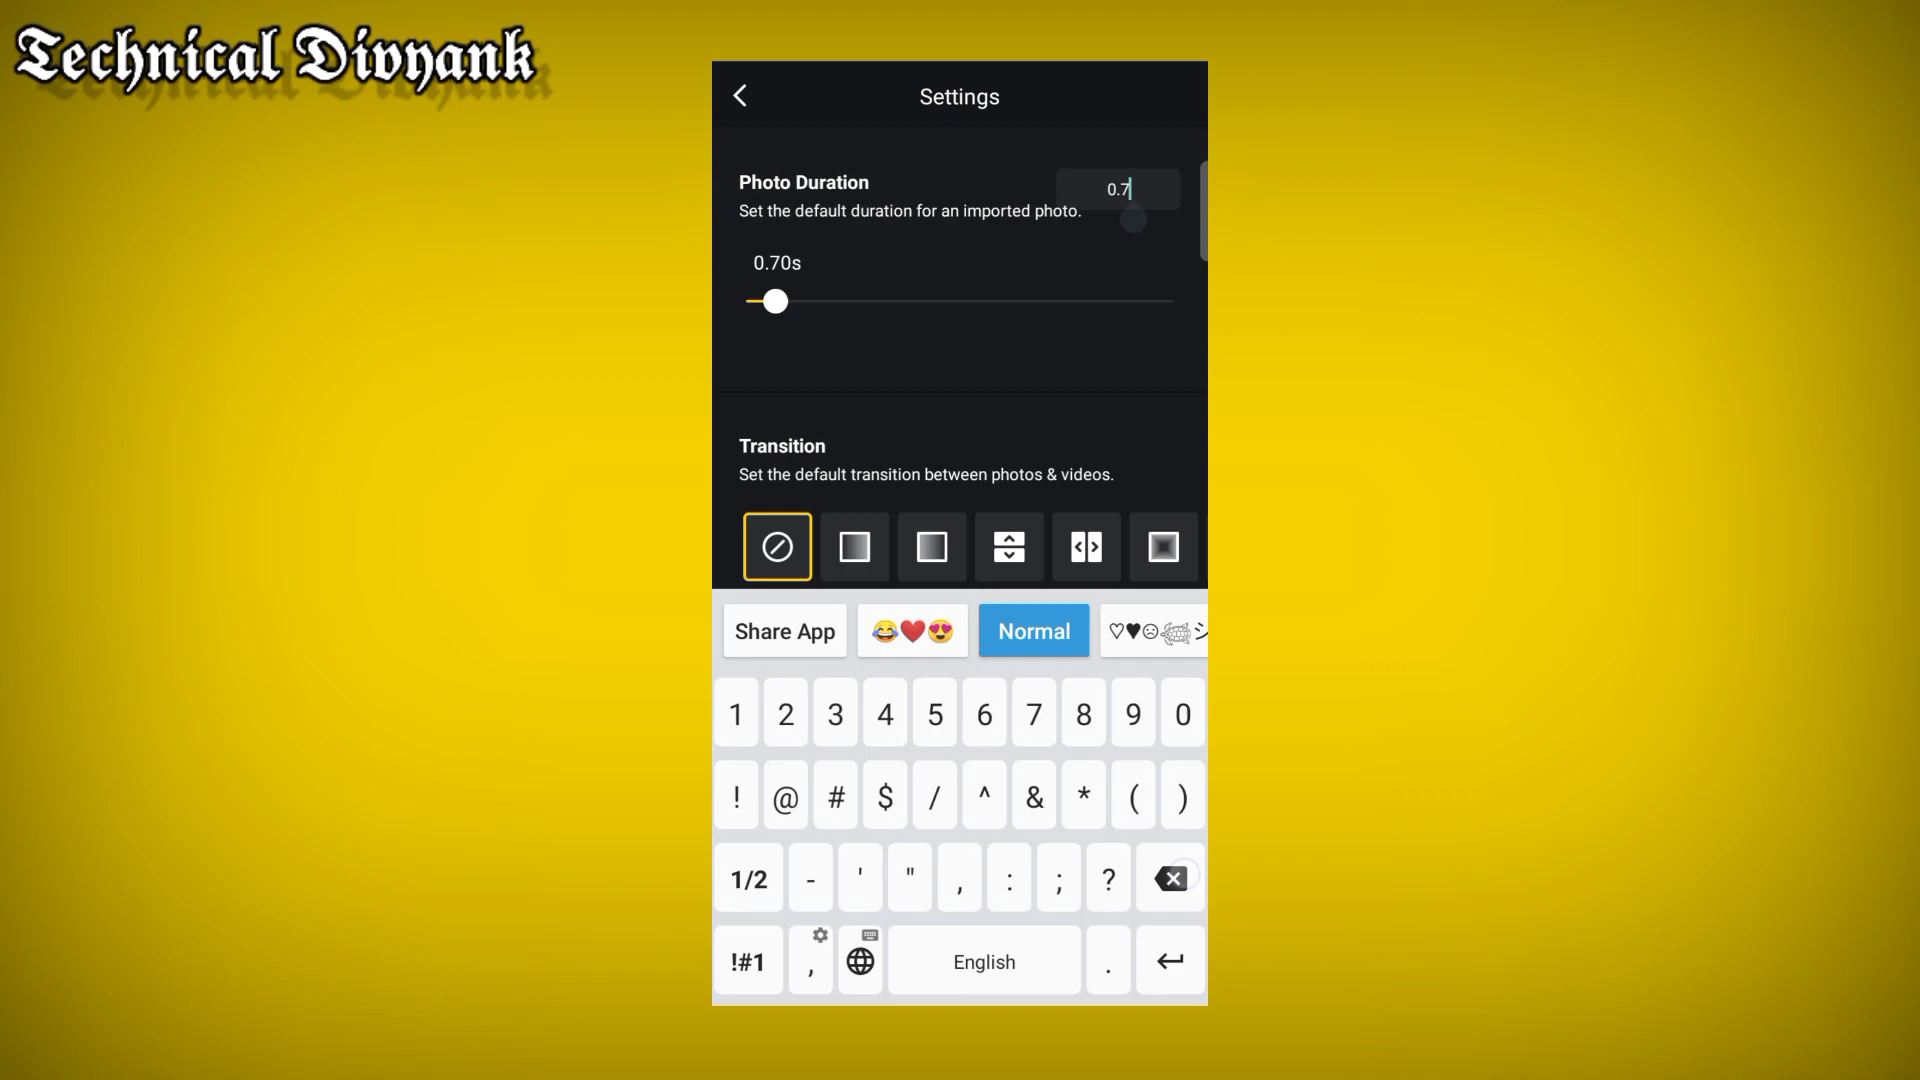 Technical Divyank
Settings
Photo Duration
0.7
Set the default duration for an imported photo.
0.70s
Transition
Set the default transition between photos & videos.
Share App 😂❤️😍 Normal
1 2 3 4 5 6 7 8 9 0
! @ # $ / ^ & * ( )
1/2 - ' " , : ; ?
!#1 , English .